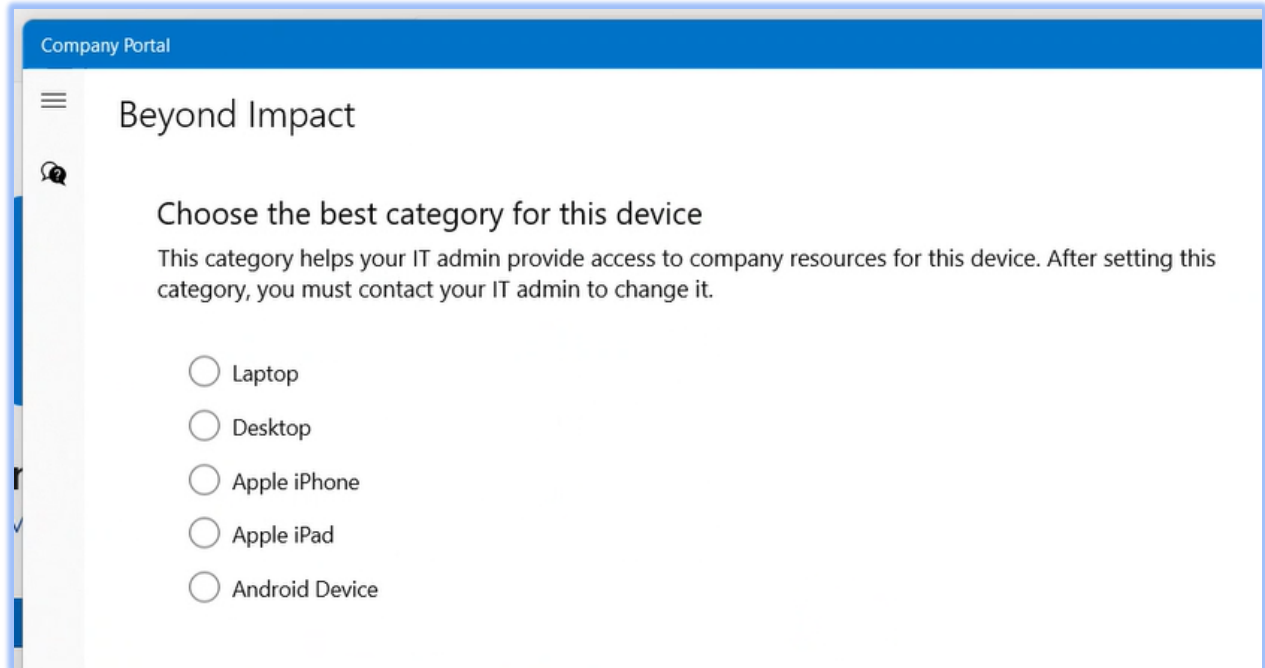 Company Portal
Beyond Impact
Choose the best category for this device
This category helps your IT admin provide access to company resources for this device. After setting this
category, you must contact your IT admin to change it.
Laptop
Desktop
Apple iPhone
Apple iPad
Android Device